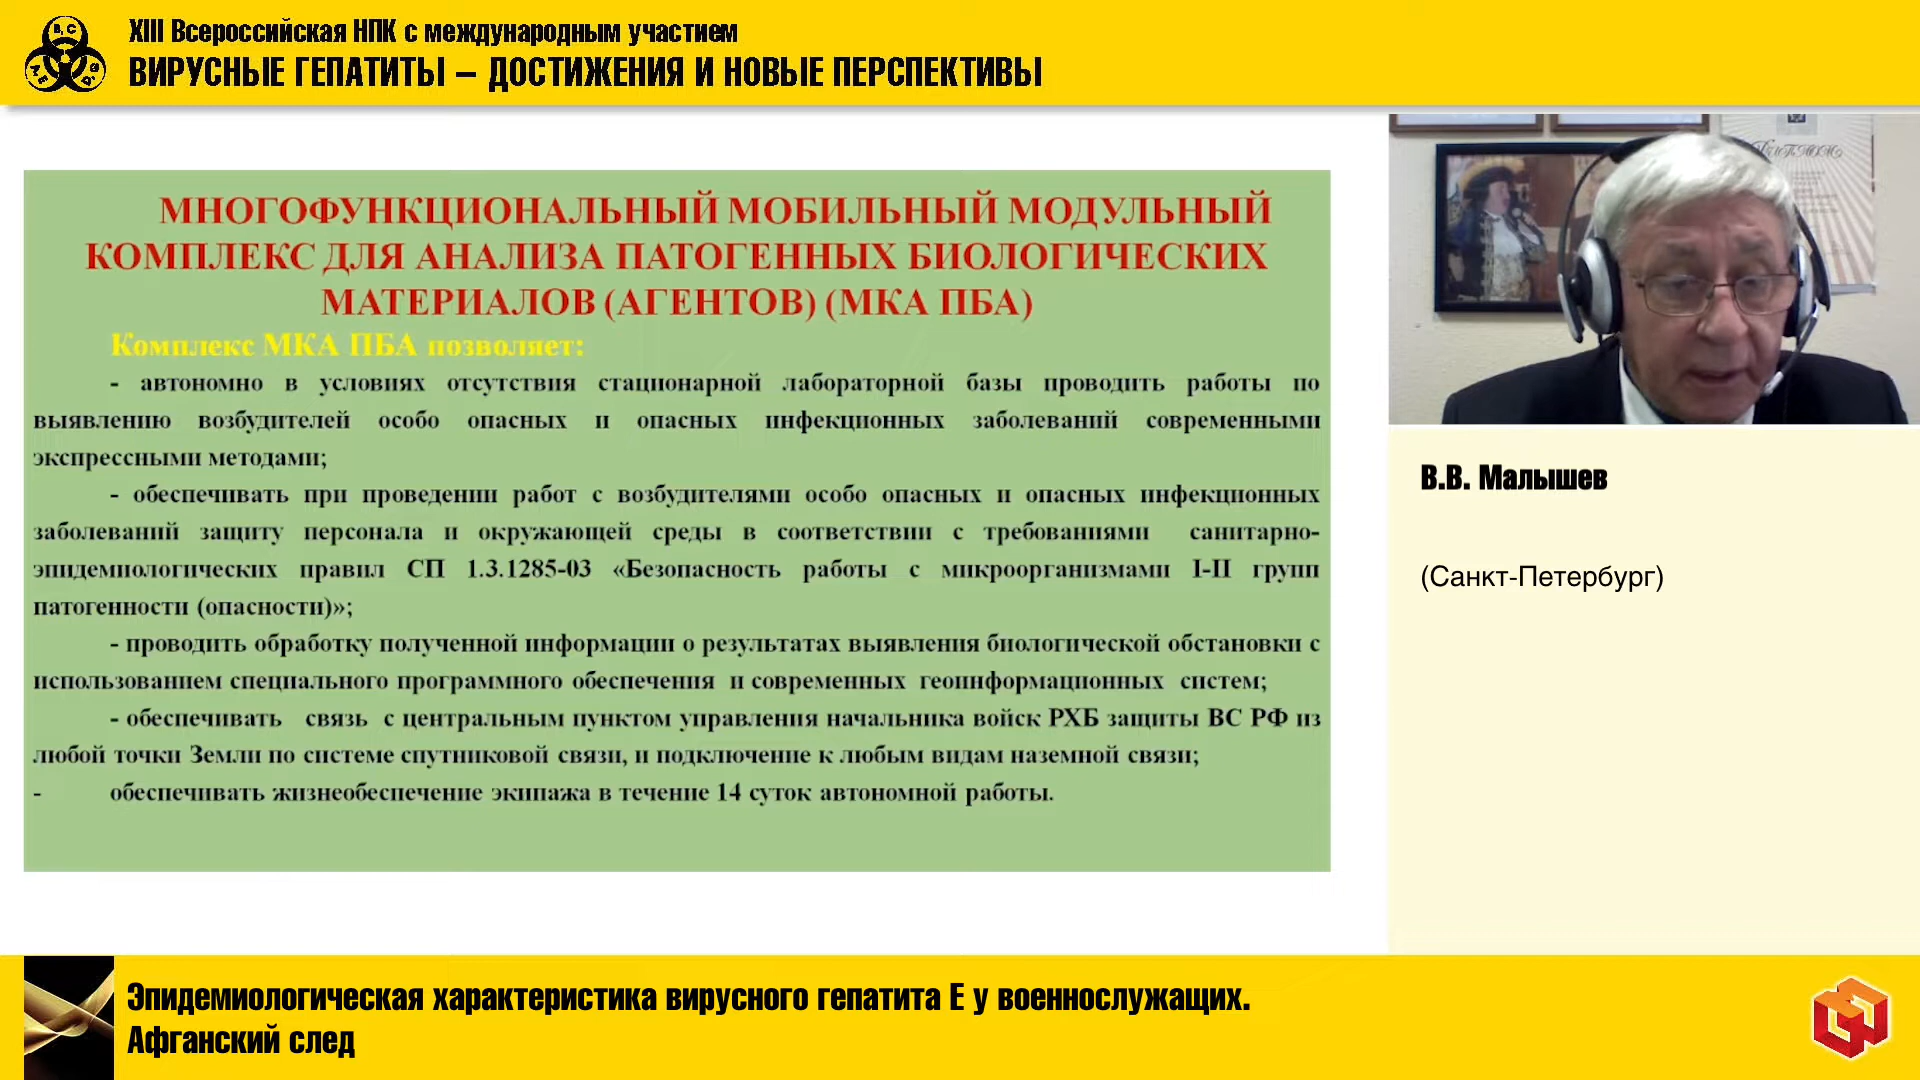 XIII Всероссийская НПК с международным участием
ВИРУСНЫЕ ГЕПАТИТЫ – ДОСТИЖЕНИЯ И НОВЫЕ ПЕРСПЕКТИВЫ
МНОГОФУНКЦИОНАЛЬНЫЙ МОБИЛЬНЫЙ МОДУЛЬНЫЙ
КОМПЛЕКС ДЛЯ АНАЛИЗА ПАТОГЕННЫХ БИОЛОГИЧЕСКИХ
МАТЕРИАЛОВ (АГЕНТОВ) (МКА ПБА)
Комплекс МКА ПБА позволяет:
- автономно в условиях отсутствия стационарной лабораторной базы проводить работы по
выявлению возбудителей особо опасных и опасных инфекционных заболеваний современными
экспрессными методами;
- обеспечивать при проведении работ с возбудителями особо опасных и опасных инфекционных
заболеваний защиту персонала и окружающей среды в соответствии с требованиями санитарно-
эпидемиологических правил СП 1.3.1285-03 «Безопасность работы с микроорганизмами I-II групп
патогенности (опасности)»;
- проводить обработку полученной информации о результатах выявления биологической обстановки с
использованием специального программного обеспечения и современных геоинформационных систем;
- обеспечивать связь с центральным пунктом управления начальника войск РХБ защиты ВС РФ из
любой точки Земли по системе спутниковой связи, и подключение к любым видам наземной связи;
- обеспечивать жизнеобеспечение экипажа в течение 14 суток автономной работы.
В.В. Малышев
(Санкт-Петербург)
Эпидемиологическая характеристика вирусного гепатита Е у военнослужащих.
Афганский след